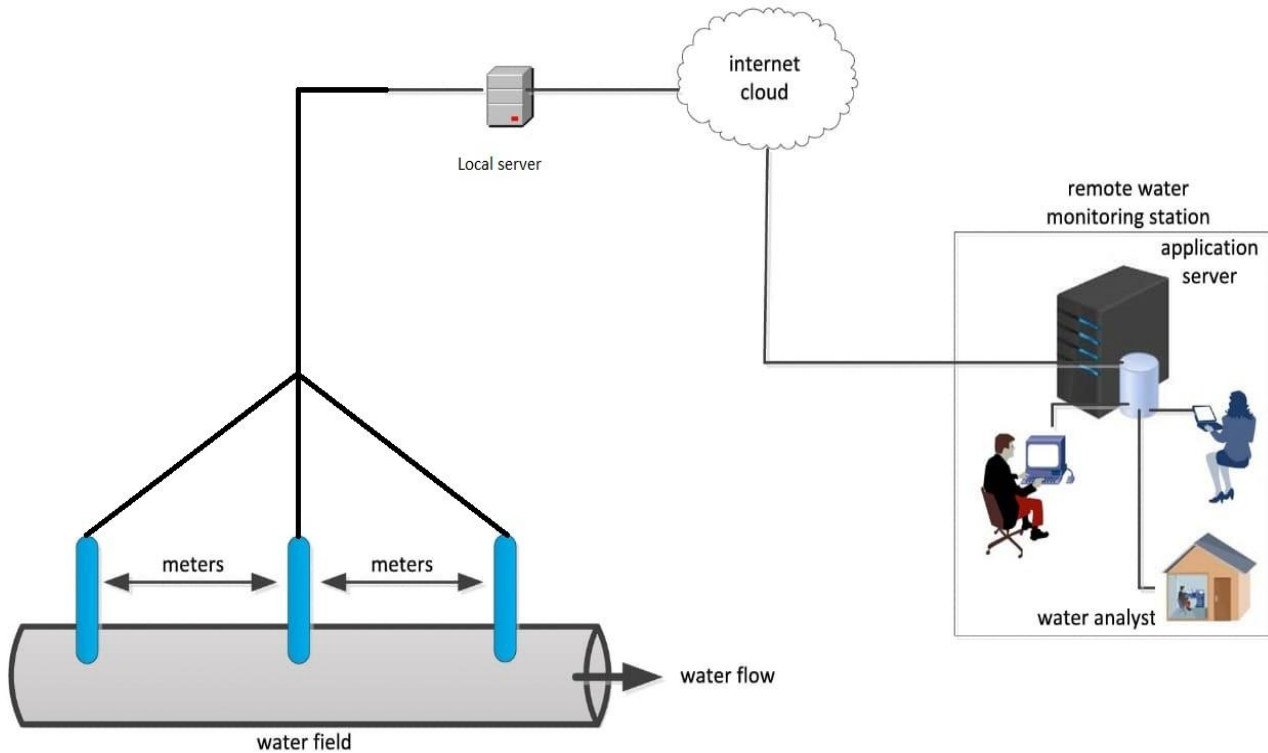 internet
cloud
Local server
remote water
monitoring station
application
server
meters
meters
water analyst
water flow
water field